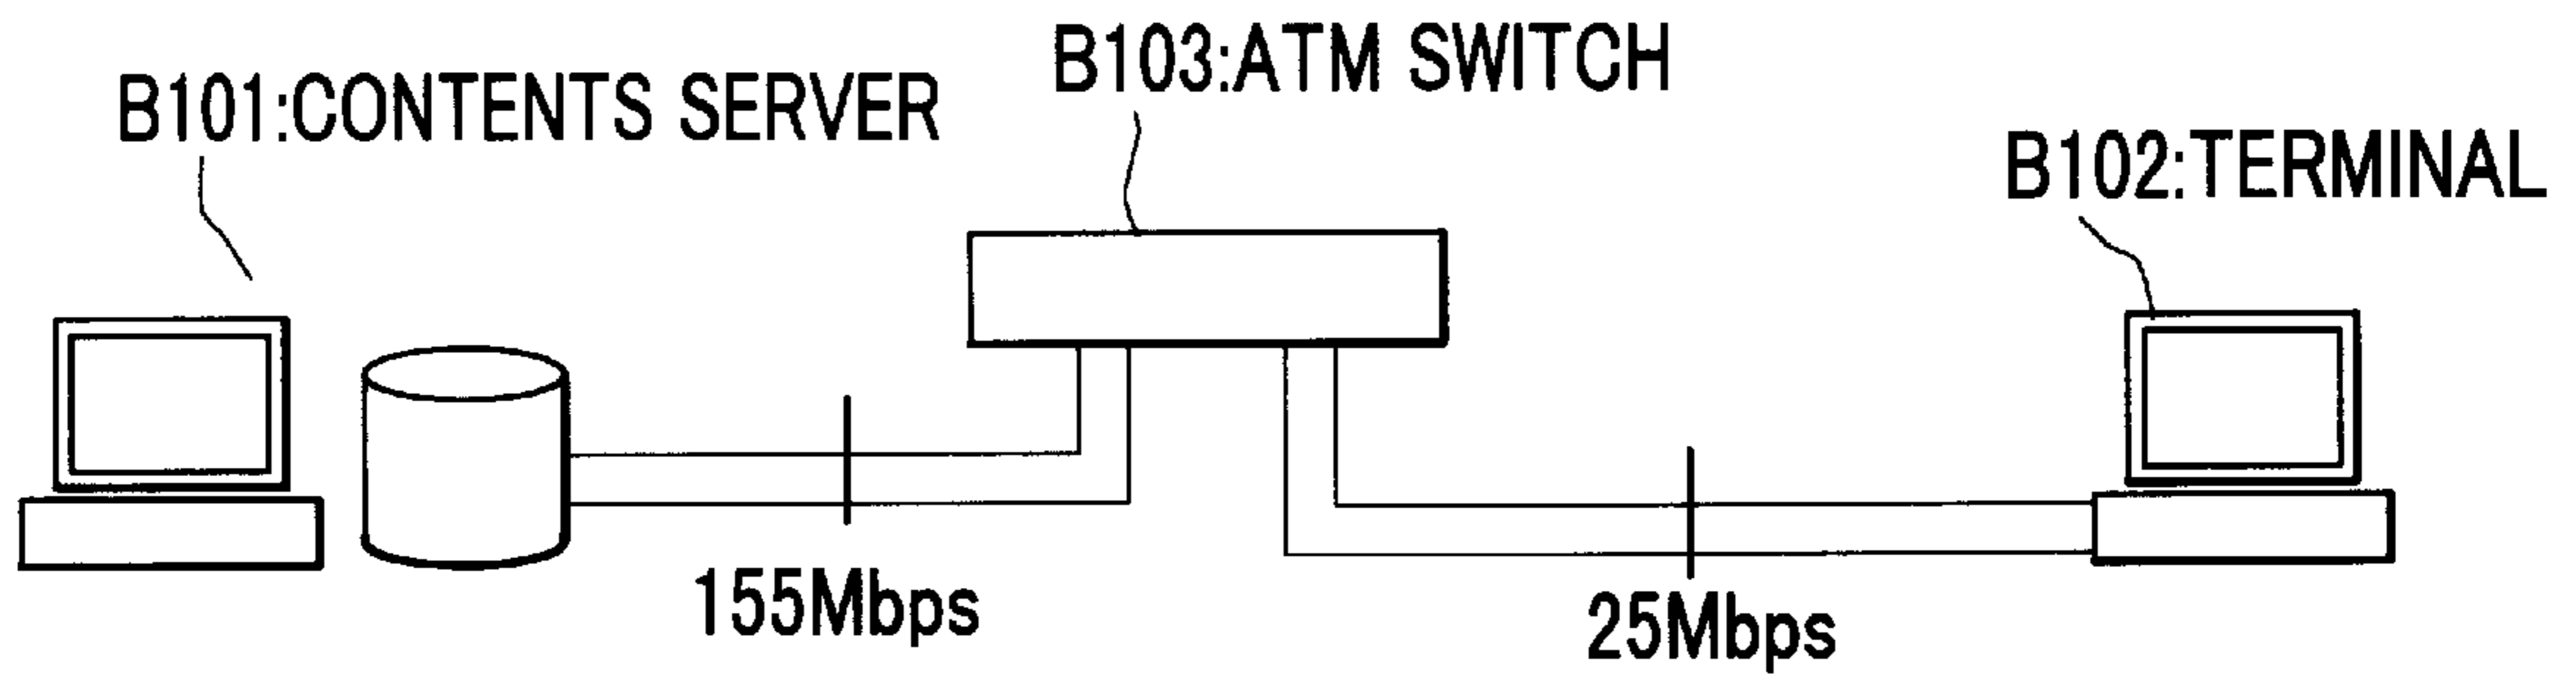 B101:CONTENTS SERVER
B103:ATM SWITCH
B102:TERMINAL
155Mbps
25Mbps